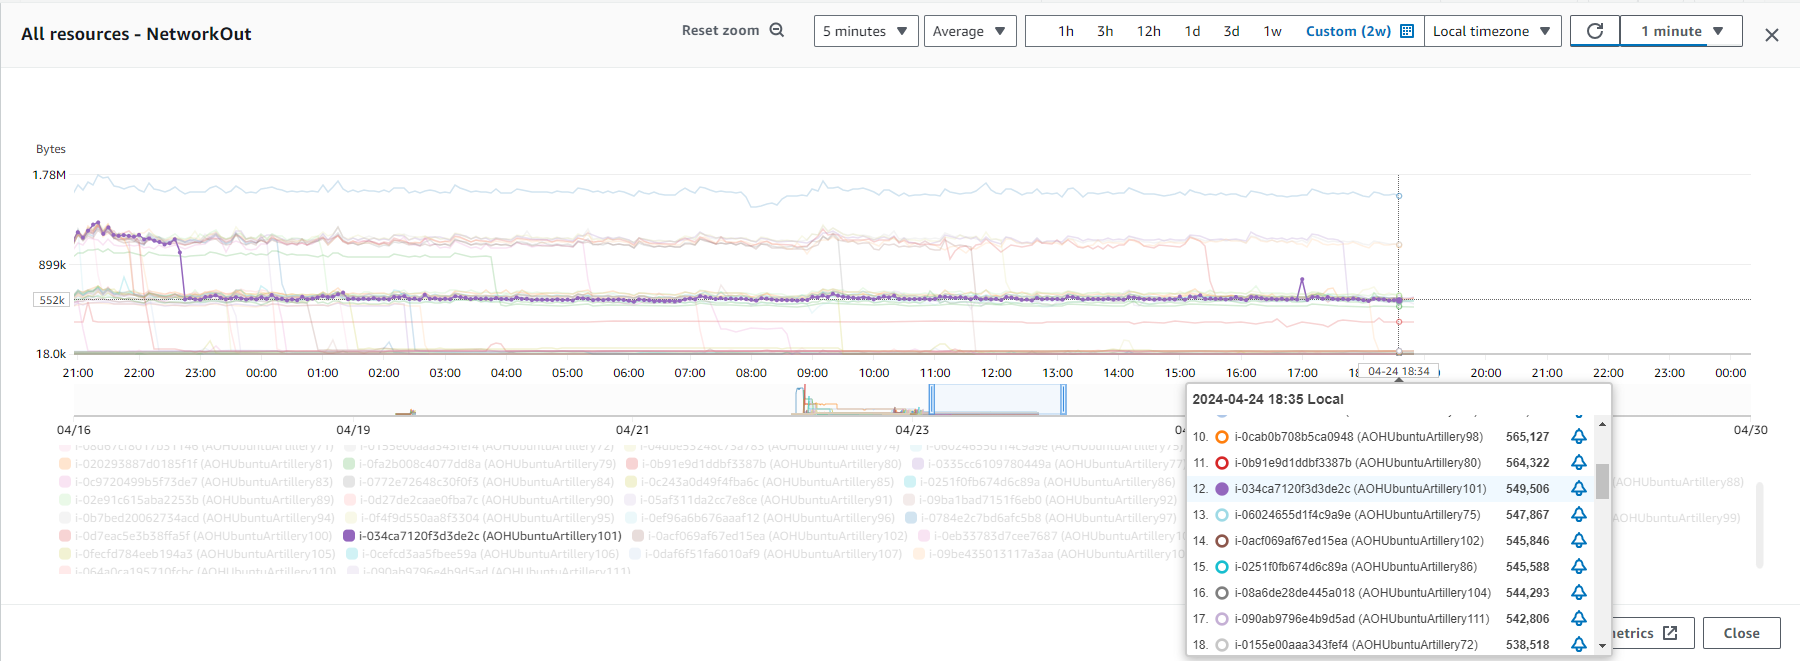 All resources - NetworkOut
Reset zoom
5 minutes
Average
1h 3h 12h 1d 3d 1w Custom (2w)
Local timezone
1 minute
Bytes
1.78M
899k
552k
18.0k
21:00 22:00 23:00 00:00 01:00 02:00 03:00 04:00 05:00 06:00 07:00 08:00 09:00 10:00 11:00 12:00 13:00 14:00 15:00 16:00 17:00 18 20:00 21:00 22:00 23:00 00:00
04-24 18:34
04/16 04/19 04/21 04/23 04/30
i-020293887d0185f1f (AOHUbuntuArtillery81) i-0fa2b008c4077dd8a (AOHUbuntuArtillery79) i-0b91e9d1ddbf3387b (AOHUbuntuArtillery80) i-0335cc6109780449a (AOHUbuntuArtillery77)
i-0c9720499b5f73de7 (AOHUbuntuArtillery83) i-0772e72648c30f0f3 (AOHUbuntuArtillery84) i-0c243a0d49f4fba6c (AOHUbuntuArtillery85) i-0251f0fb674d6c89a (AOHUbuntuArtillery86) AOHUbuntuArtillery88)
i-02e91c615aba2253b (AOHUbuntuArtillery89) i-0d27de2caae0fba7c (AOHUbuntuArtillery90) i-05af311da2cc7e8ce (AOHUbuntuArtillery91) i-09ba1bad7151f6eb0 (AOHUbuntuArtillery92)
i-0b7bed20062734acd (AOHUbuntuArtillery94) i-0f4f9d550aa8f3304 (AOHUbuntuArtillery95) i-0ef96a6b676aaaf12 (AOHUbuntuArtillery96) i-0784e2c7bd6afc5b8 (AOHUbuntuArtillery97) AOHUbuntuArtillery99)
i-0d7eac5e3b38ffa5f (AOHUbuntuArtillery100) i-034ca7120f3d3de2c (AOHUbuntuArtillery101) i-0acf069af67ed15ea (AOHUbuntuArtillery102) i-0eb33783d7cee7687 (AOHUbuntuArtillery10
i-0fecfd784eeb194a3 (AOHUbuntuArtillery105) i-0cefcd3aa5fbee59a (AOHUbuntuArtillery106) i-0daf6f51fa6010af9 (AOHUbuntuArtillery107) i-09be435013117a3aa (AOHUbuntuArtillery
i-064a0ca195710fcbc (AOHUbuntuArtillery110) i-090ab9796e4b9d5ad (AOHUbuntuArtillery111)
2024-04-24 18:35 Local
10. i-0cab0b708b5ca0948 (AOHUbuntuArtillery98) 565,127
11. i-0b91e9d1ddbf3387b (AOHUbuntuArtillery80) 564,322
12. i-034ca7120f3d3de2c (AOHUbuntuArtillery101) 549,506
13. i-06024655d1f4c9a9e (AOHUbuntuArtillery75) 547,867
14. i-0acf069af67ed15ea (AOHUbuntuArtillery102) 545,846
15. i-0251f0fb674d6c89a (AOHUbuntuArtillery86) 545,588
16. i-08a6de28de445a018 (AOHUbuntuArtillery104) 544,293
17. i-090ab9796e4b9d5ad (AOHUbuntuArtillery111) 542,806
18. i-0155e00aaa343fef4 (AOHUbuntuArtillery72) 538,518
etrics
Close